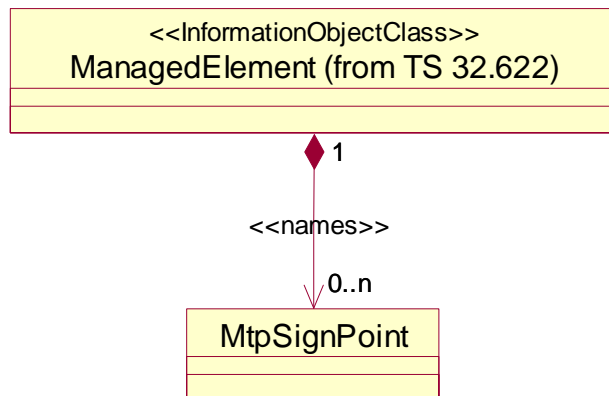 <<InformationObjectClass>>
ManagedElement (from TS 32.622)
1
<<names>>
0..n
MtpSignPoint